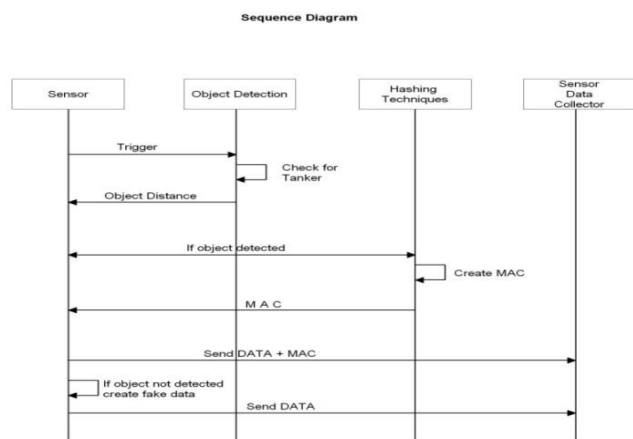 Sequence Diagram
Sensor
Object Detection
Hashing
Techniques
Sensor
Data
Collector
Trigger
Check for
Tanker
Object Distance
If object detected
Create MAC
M A C
Send DATA + MAC
If object not detected
create fake data
Send DATA